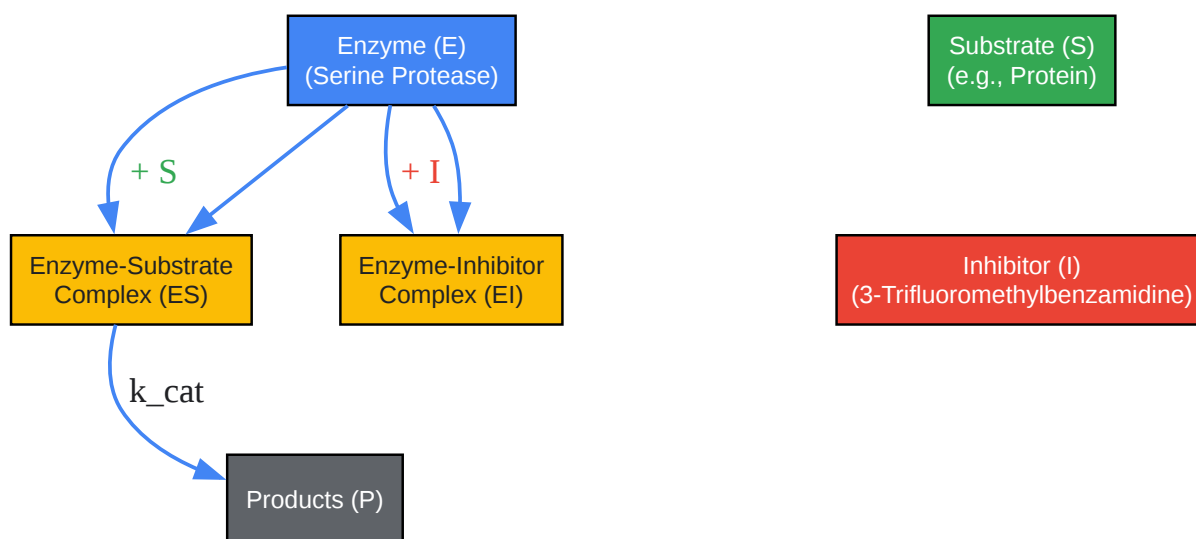 Enzyme (E)
(Serine Protease)
Substrate (S)
(e.g., Protein)
+ S
+ I
Enzyme-Substrate
Complex (ES)
Enzyme-Inhibitor
Complex (EI)
Inhibitor (I)
(3-Trifluoromethylbenzamidine)
k_cat
Products (P)